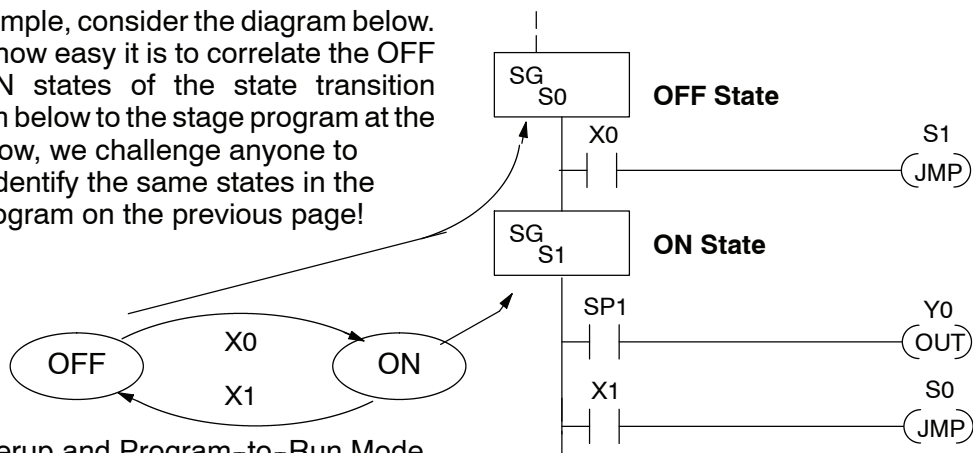 mple, consider the diagram below.
how easy it is to correlate the OFF
N states of the state transition
below to the stage program at the
ow, we challenge anyone to
dentify the same states in the
ogram on the previous page!
SG
S0
OFF State
X0
S1
JMP
SG
S1
ON State
SP1
Y0
OUT
X1
S0
JMP
OFF
X0
ON
X1
erup and Program-to-Run Mode